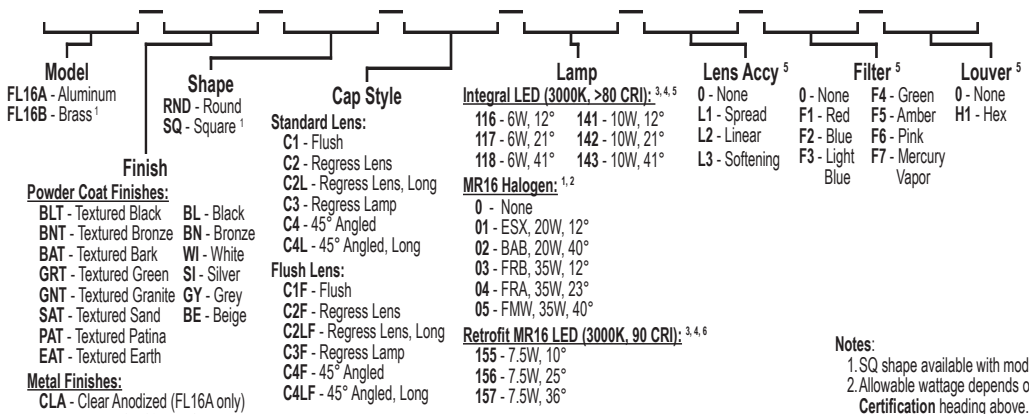 Model
FL16A - Aluminum
FL16B - Brass 1
Finish
Powder Coat Finishes:
BLT - Textured Black
BNT - Textured Bronze
BAT - Textured Bark
GRT - Textured Green
GNT - Textured Granite
SAT - Textured Sand
PAT - Textured Patina
EAT - Textured Earth
BL - Black
BN - Bronze
WI - White
SI - Silver
GY - Grey
BE - Beige
Metal Finishes:
CLA - Clear Anodized (FL16A only)
Shape
RND - Round
SQ - Square 1
Cap Style
Standard Lens:
C1 - Flush
C2 - Regress Lens
C2L - Regress Lens, Long
C3 - Regress Lamp
C4 - 45° Angled
C4L - 45° Angled, Long
Flush Lens:
C1F - Flush
C2F - Regress Lens
C2LF - Regress Lens, Long
C3F - Regress Lamp
C4F - 45° Angled
C4LF - 45° Angled, Long
Lamp
Integral LED (3000K, >80 CRI): 3, 4, 5
116 - 6W, 12°
117 - 6W, 21°
118 - 6W, 41°
141 - 10W, 12°
142 - 10W, 21°
143 - 10W, 41°
MR16 Halogen: 1, 2
0 - None
01 - ESX, 20W, 12°
02 - BAB, 20W, 40°
03 - FRB, 35W, 12°
04 - FRA, 35W, 23°
05 - FMW, 35W, 40°
Retrofit MR16 LED (3000K, 90 CRI): 3, 4, 6
155 - 7.5W, 10°
156 - 7.5W, 25°
157 - 7.5W, 36°
Lens Accy 5
0 - None
L1 - Spread
L2 - Linear
L3 - Softening
Filter 5
0 - None
F1 - Red
F2 - Blue
F3 - Light
Blue
F4 - Green
F5 - Amber
F6 - Pink
F7 - Mercury
Vapor
Louver 5
0 - None
H1 - Hex
Notes:
1. SQ shape available with mod
2. Allowable wattage depends o
Certification heading above.